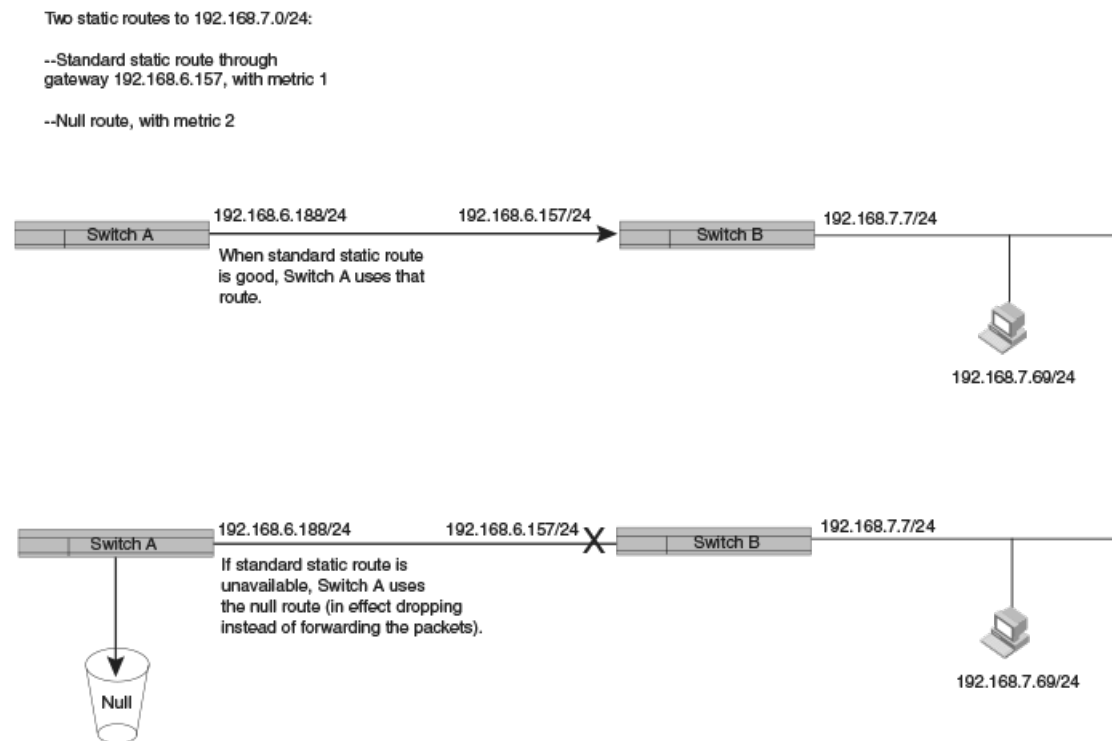 Two static routes to 192.168.7.0/24:
--Standard static route through
gateway 192.168.6.157, with metric 1
--Null route, with metric 2
192.168.6.188/24
192.168.6.157/24
192.168.7.7/24
Switch A
Switch B
When standard static route
is good, Switch A uses that
route.
192.168.7.69/24
192.168.6.188/24
192.168.6.157/24
X
192.168.7.7/24
Switch A
Switch B
If standard static route is
unavailable, Switch A uses
the null route (in effect dropping
instead of forwarding the packets).
192.168.7.69/24
Null